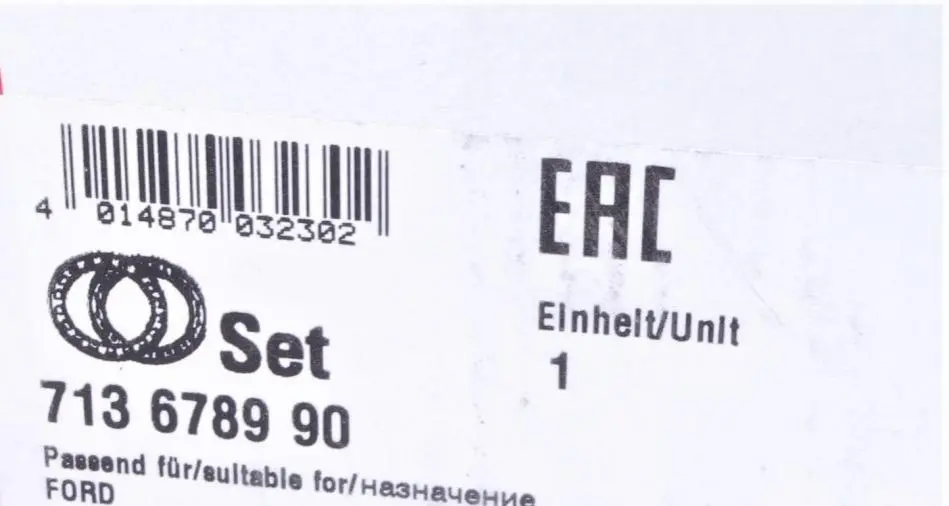 4 014870 032302
EAC
Set
Einheit/Unit
1
713 6789 90
Passend für/suitable for/назначение
FORD